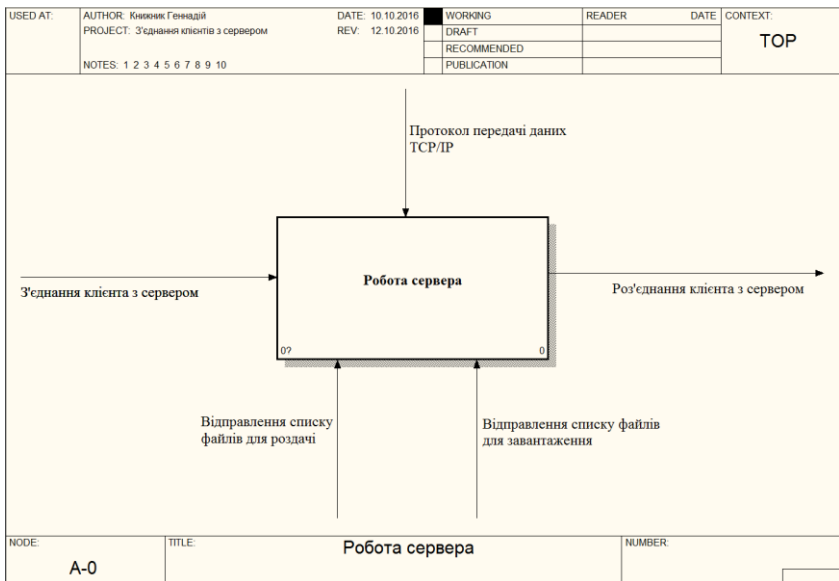 USED AT:
AUTHOR: Книжник Геннадій
DATE: 10.10.2016
PROJECT: З'єднання клієнтів з сервером
REV: 12.10.2016
NOTES: 1 2 3 4 5 6 7 8 9 10
WORKING
DRAFT
RECOMMENDED
PUBLICATION
READER
DATE
CONTEXT:
TOP
Протокол передачі даних
TCP/IP
З'єднання клієнта з сервером
Робота сервера
0?
0
Роз'єднання клієнта з сервером
Відправлення списку
файлів для роздачі
Відправлення списку файлів
для завантаження
NODE:
A-0
TITLE:
Робота сервера
NUMBER: